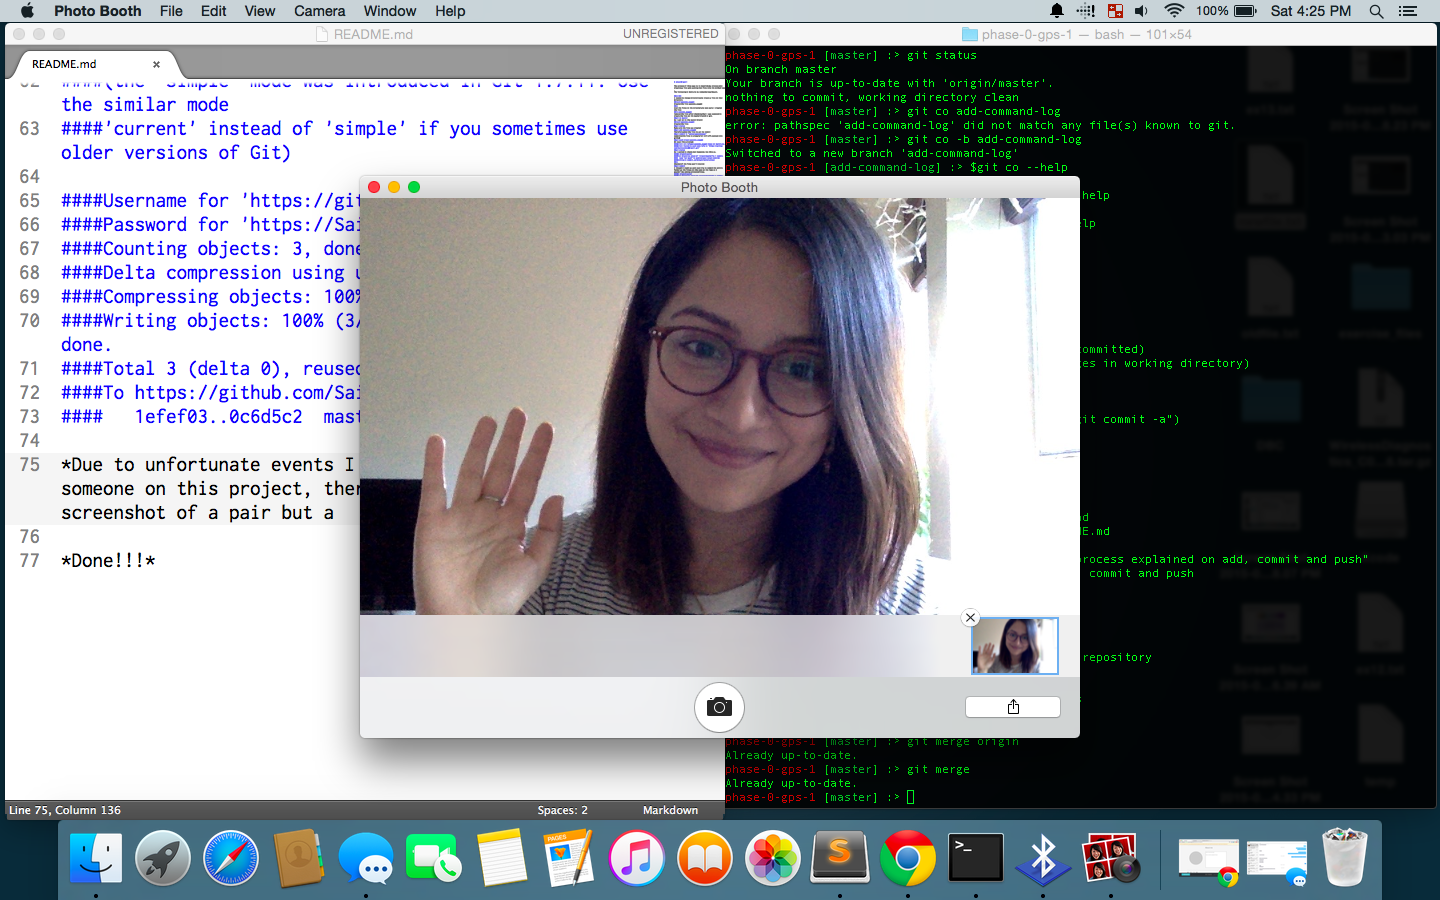 Photo Booth File Edit View Camera Window Help
100% Sat 4:25 PM
README.md
UNREGISTERED
README.md
the similar mode
63 ####'current' instead of 'simple' if you sometimes use
older versions of Git)
64
65 ####Username for 'https://git
66 ####Password for 'https://Sai
67 ####Counting objects: 3, done
68 ####Delta compression using u
69 ####Compressing objects: 100%
70 ####Writing objects: 100% (3/
done.
71 ####Total 3 (delta 0), reused
72 ####To https://github.com/Sai
73 ####   1efef03..0c6d5c2  mast
74
75 *Due to unfortunate events I
someone on this project, ther
screenshot of a pair but a
76
77 *Done!!!*
Line 75, Column 136
Spaces: 2
Markdown
phase-0-gps-1 — bash — 101×54
phase-0-gps-1 [master] :> git status
On branch master
Your branch is up-to-date with 'origin/master'.
nothing to commit, working directory clean
phase-0-gps-1 [master] :> git co add-command-log
error: pathspec 'add-command-log' did not match any file(s) known to git.
phase-0-gps-1 [master] :> git co -b add-command-log
Switched to a new branch 'add-command-log'
phase-0-gps-1 [add-command-log] :> $git co --help
help
lp
committed)
es in working directory)
it commit -a")
E.md
process explained on add, commit and push"
commit and push
repository
phase-0-gps-1 [master] :> git merge origin
Already up-to-date.
phase-0-gps-1 [master] :> git merge
Already up-to-date.
phase-0-gps-1 [master] :>
Photo Booth
PAGES